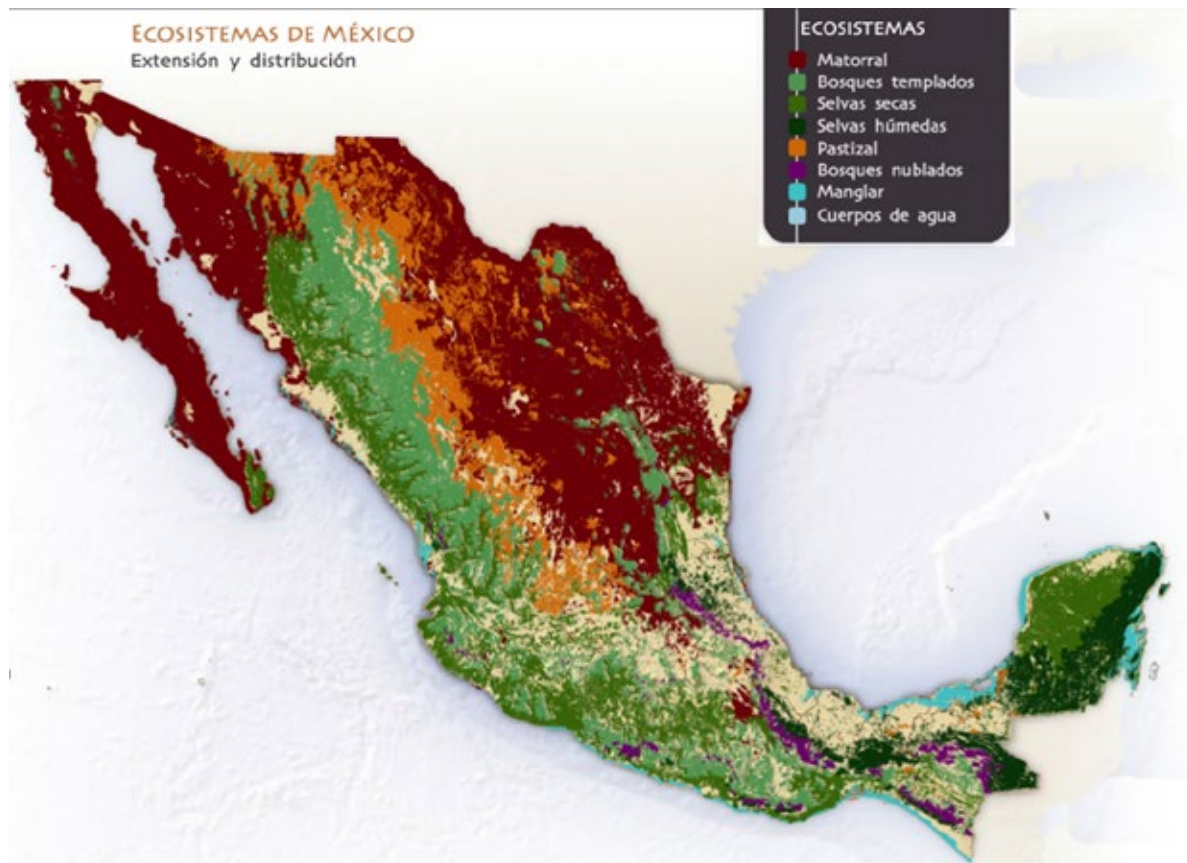 ECOSISTEMAS DE MÉXICO
Extensión y distribución
ECOSISTEMAS
Matorral
Bosques templados
Selvas secas
Selvas húmedas
Pastizal
Bosques nublados
Manglar
Cuerpos de agua